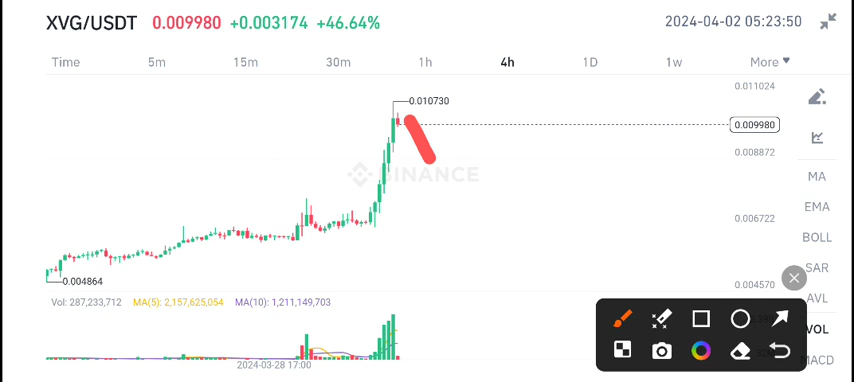 XVG/USDT 0.009980 +0.003174 +46.64% 2024-04-02 05:23:50
Time 5m 15m 30m 1h 4h 1D 1w More
0.011024
0.010730
0.009980
0.008872
BINANCE
MA
EMA
0.006722
BOLL
SAR
0.004864
0.004570
AVL
Vol: 287,233,712 MA(5): 2,157,625,054 MA(10): 1,211,149,703
VOL
MACD
2024-03-28 17:00